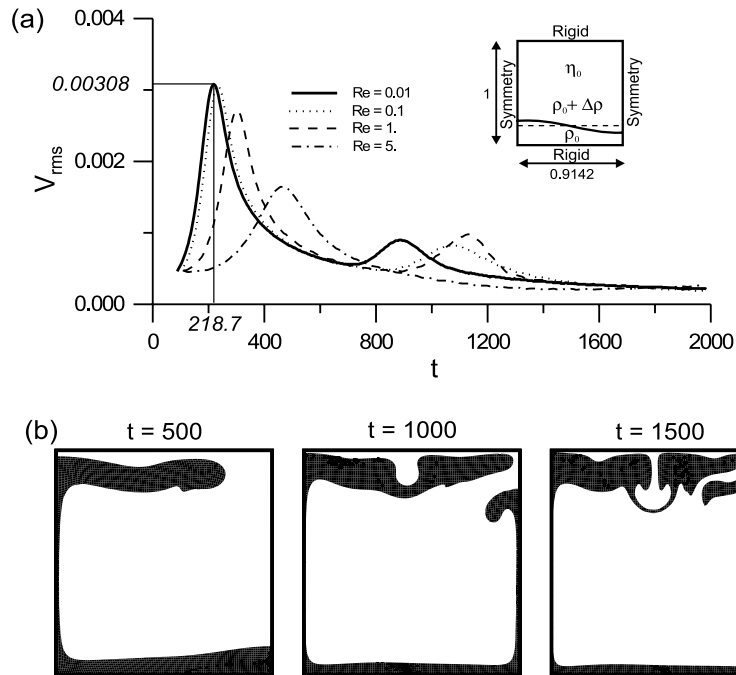 (a)
0.004
0.00308
0.002
0.000
V_rms
218.7
0 400 800 1200 1600 2000
t
Re = 0.01
Re = 0.1
Re = 1.
Re = 5.
Rigid
Symmetry
1
η₀
ρ₀+ Δρ
ρ₀
Symmetry
Rigid
0.9142
(b)
t = 500
t = 1000
t = 1500